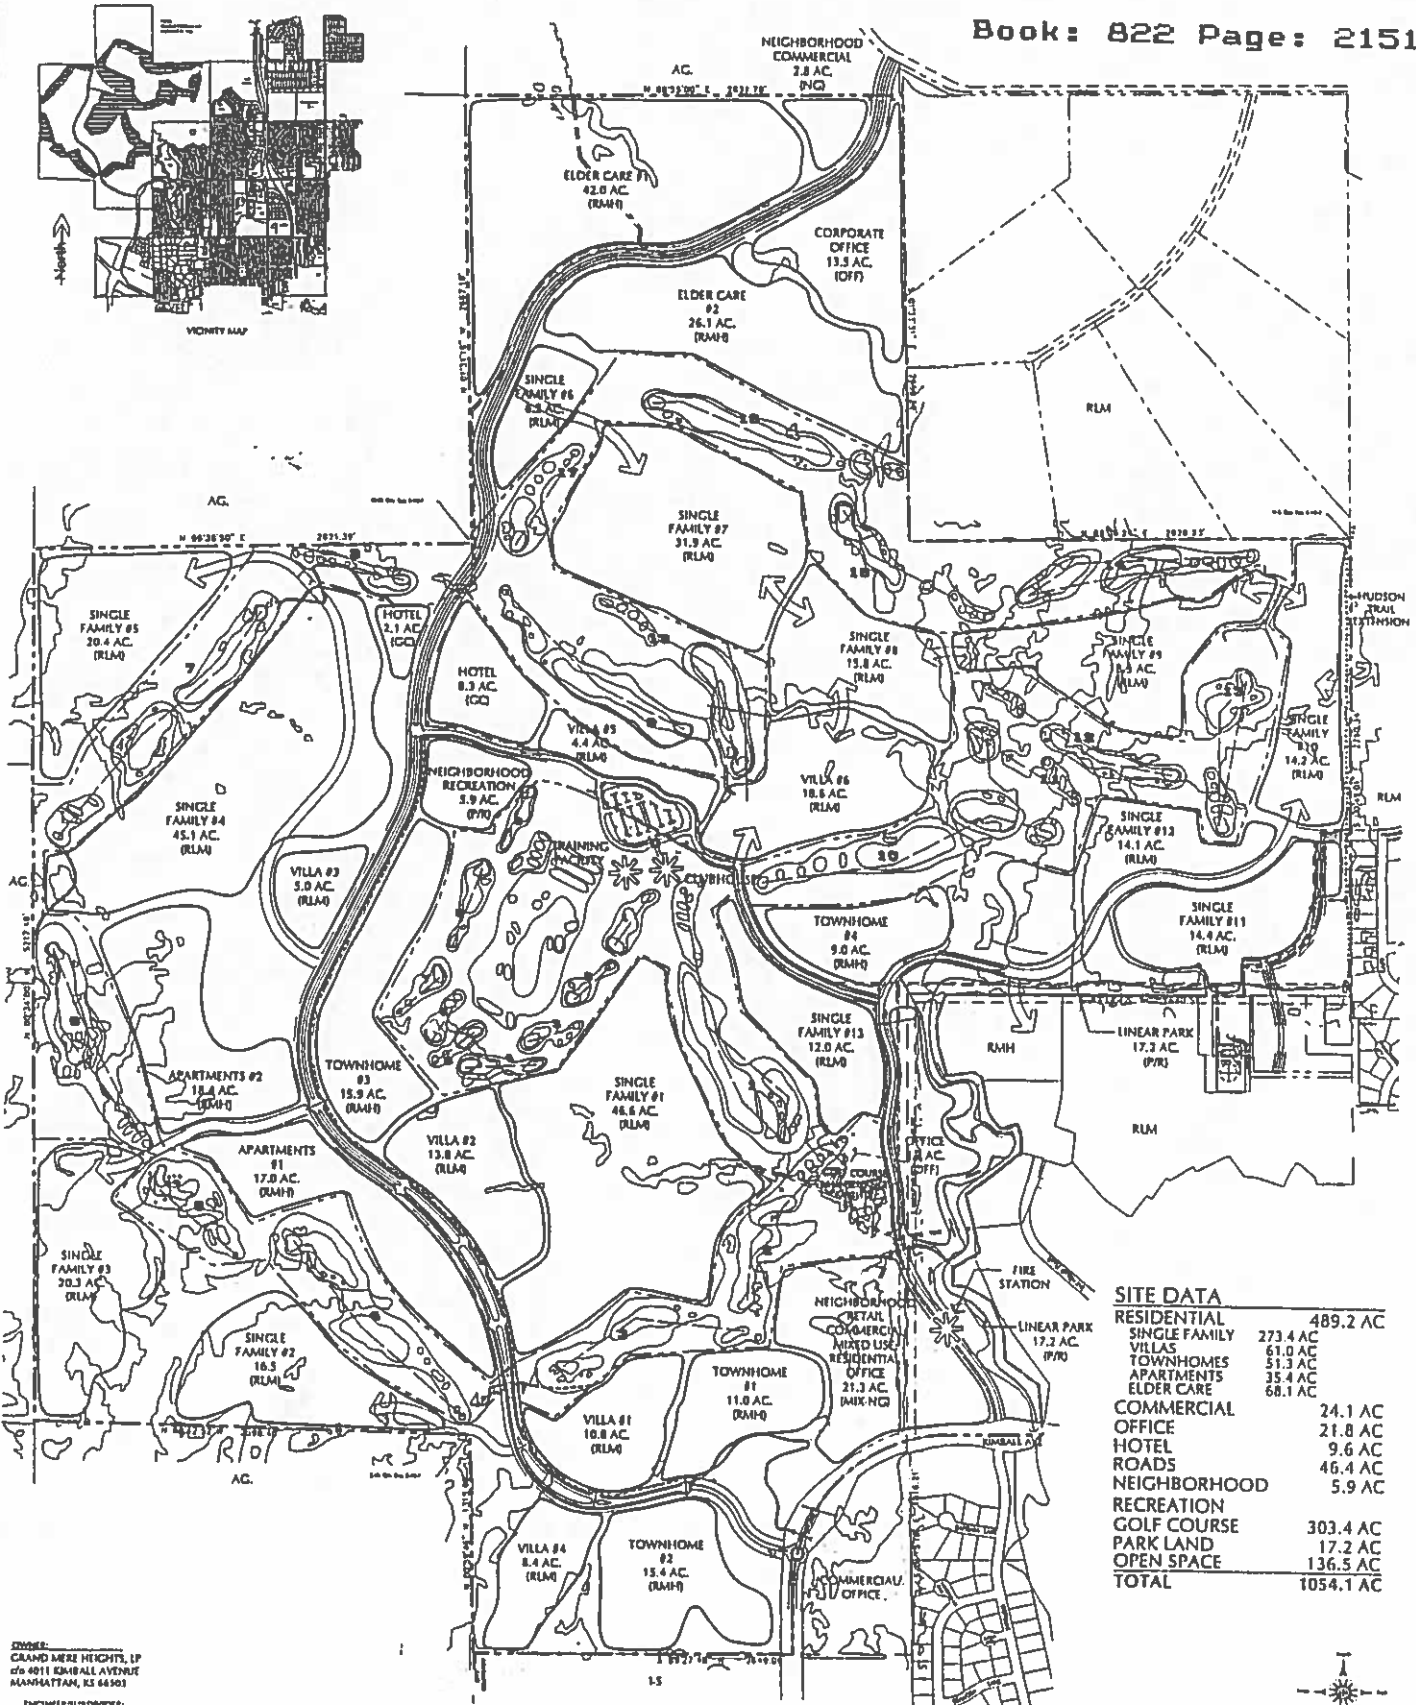 Book: 822 Page: 2151
North
VICINITY MAP
NEIGHBORHOOD
COMMERCIAL
2.8 AC.
AG.
ELDER CARE #1
42.0 AC.
(RMH)
CORPORATE
OFFICE
13.5 AC.
(OFF)
ELDER CARE
#2
26.1 AC.
(RMH)
RLM
SINGLE
FAMILY #6
(RLM)
SINGLE
FAMILY #7
31.9 AC.
(RLM)
AG.
SINGLE
FAMILY #5
20.4 AC.
(RLM)
HOTEL
2.1 AC
(GC)
HOTEL
8.3 AC.
(GC)
SINGLE
FAMILY #8
15.8 AC.
(RLM)
SINGLE
FAMILY #9
(RLM)
HUDSON
TRAIL
EXTENSION
SINGLE
FAMILY
#10
14.2 AC.
(RLM)
RLM
VILLA #5
4.4 AC.
(RLM)
NEIGHBORHOOD
RECREATION
5.9 AC.
(P/R)
VILLA #6
18.6 AC.
(RLM)
SINGLE
FAMILY #4
45.1 AC.
(RLM)
SINGLE
FAMILY #12
14.1 AC.
(RLM)
TRAINING
FACILITY
CLUBHOUSE
VILLA #3
5.0 AC.
(RLM)
AG.
TOWNHOME
#4
9.0 AC.
(RMH)
SINGLE
FAMILY #11
14.4 AC.
(RLM)
SINGLE
FAMILY #13
12.0 AC.
(RLM)
RMH
LINEAR PARK
17.2 AC.
(P/R)
APARTMENTS #2
18.4 AC.
(RMH)
TOWNHOME
#3
15.9 AC.
(RMH)
SINGLE
FAMILY #1
46.6 AC.
(RLM)
RLM
VILLA #2
13.8 AC.
(RLM)
OFFICE
AC.
(OFF)
APARTMENTS
#1
17.0 AC.
(RMH)
SINGLE
FAMILY #3
20.3 AC
(RLM)
FIRE
STATION
LINEAR PARK
17.2 AC.
(P/R)
NEIGHBORHOOD
RETAIL
COMMERCIAL
MIXED USE
RESIDENTIAL
OFFICE
21.3 AC.
(MIX-NC)
SINGLE
FAMILY #2
16.5
(RLM)
TOWNHOME
#1
11.0 AC.
(RMH)
VILLA #1
10.8 AC.
(RLM)
KIMBALL AVE
AG.
VILLA #4
8.4 AC.
(RLM)
TOWNHOME
#2
15.4 AC.
(RMH)
COMMERCIAL/
OFFICE
I-5
SITE DATA
RESIDENTIAL 489.2 AC
SINGLE FAMILY 273.4 AC
VILLAS 61.0 AC
TOWNHOMES 51.3 AC
APARTMENTS 35.4 AC
ELDER CARE 68.1 AC
COMMERCIAL 24.1 AC
OFFICE 21.8 AC
HOTEL 9.6 AC
ROADS 46.4 AC
NEIGHBORHOOD 5.9 AC
RECREATION
GOLF COURSE 303.4 AC
PARK LAND 17.2 AC
OPEN SPACE 136.5 AC
TOTAL 1054.1 AC
OWNER:
GRAND MERE HEIGHTS, LP
c/o 4011 KIMBALL AVENUE
MANHATTAN, KS 66503